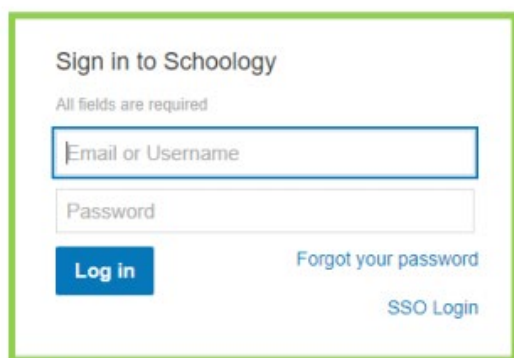 Sign in to Schoology
All fields are required
Email or Username
Password
Log in
Forgot your password
SSO Login